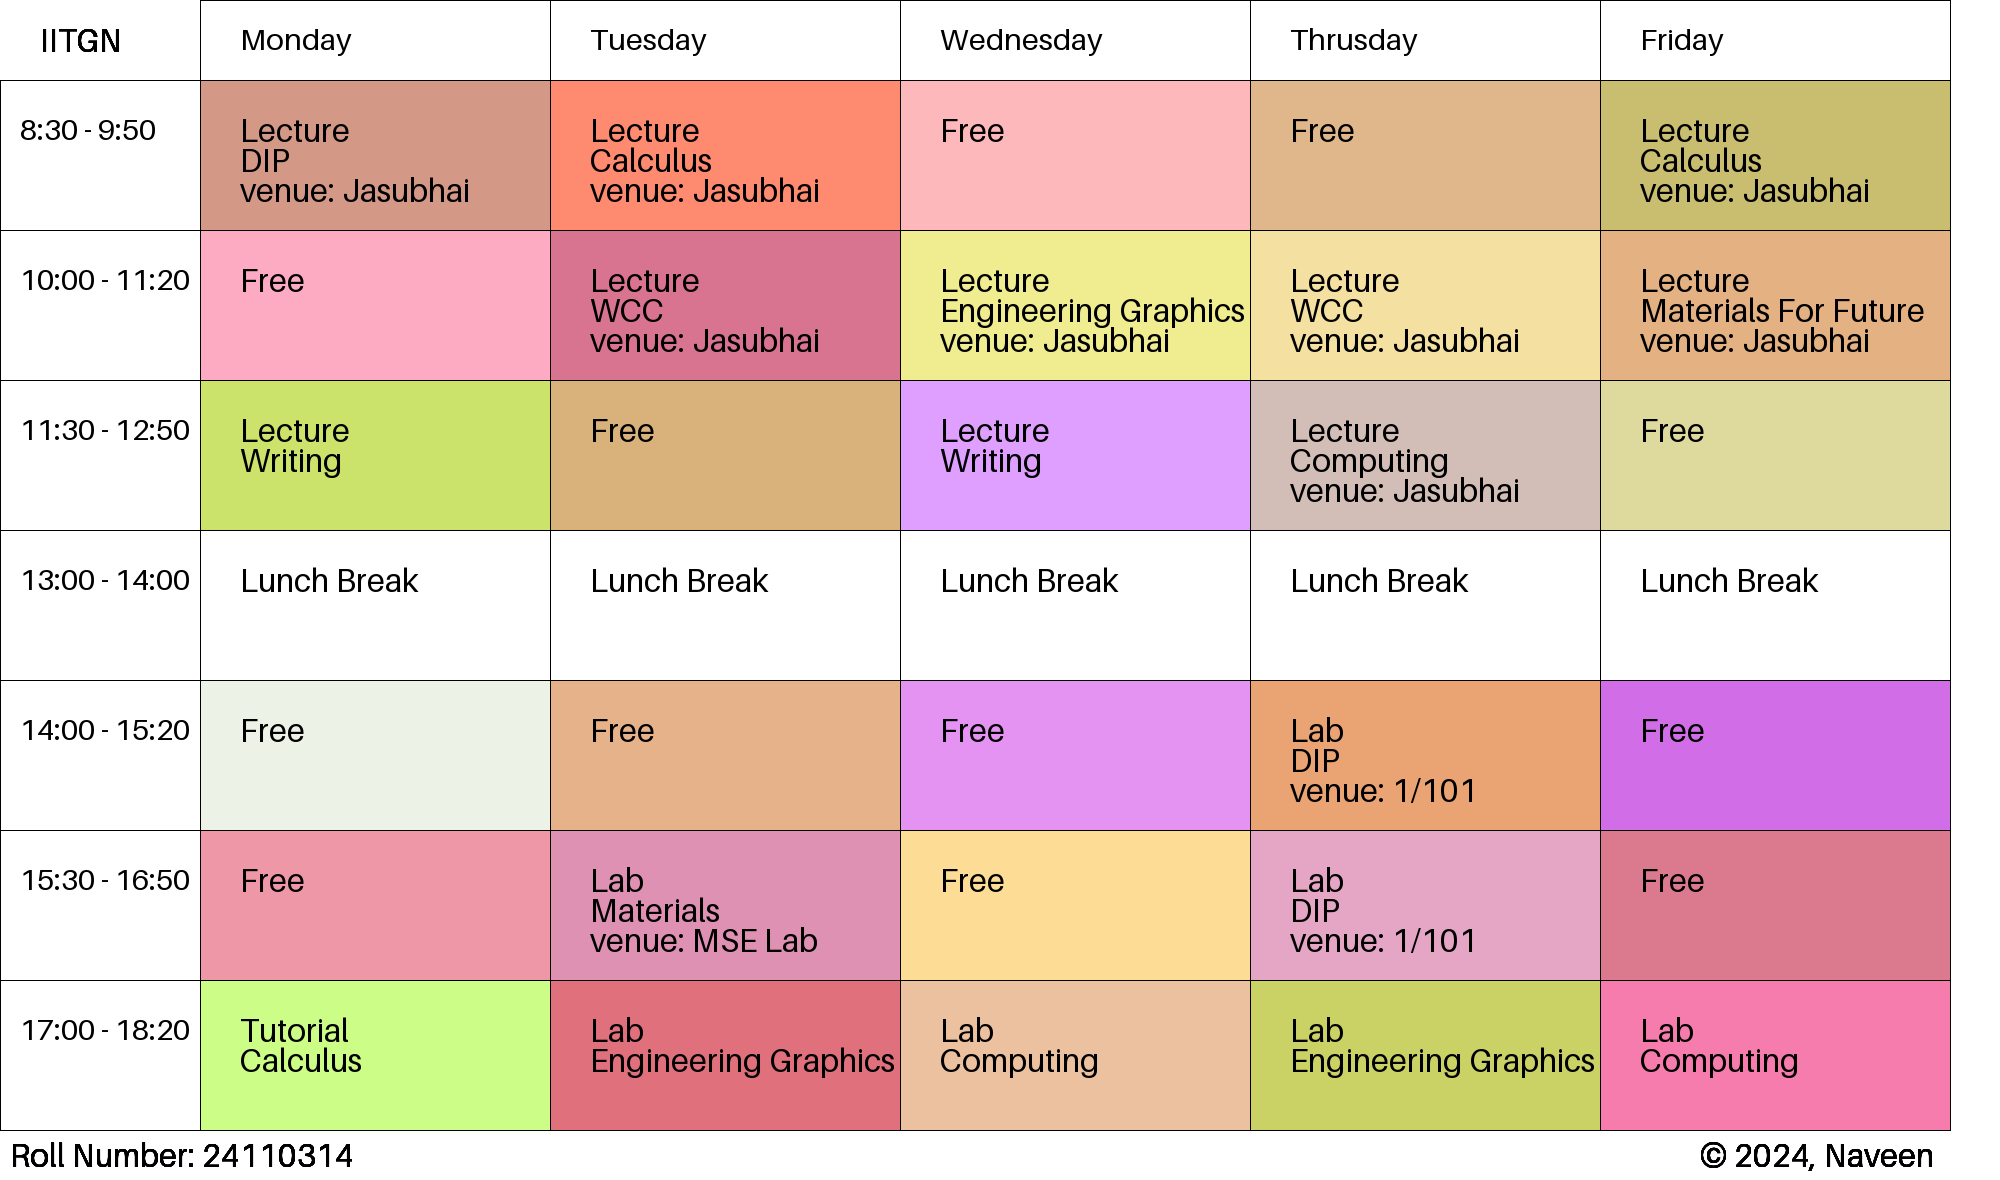 IITGN Monday Tuesday Wednesday Thrusday Friday
8:30 - 9:50
Lecture
DIP
venue: Jasubhai
Lecture
Calculus
venue: Jasubhai
Free
Free
Lecture
Calculus
venue: Jasubhai
10:00 - 11:20
Free
Lecture
WCC
venue: Jasubhai
Lecture
Engineering Graphics
venue: Jasubhai
Lecture
WCC
venue: Jasubhai
Lecture
Materials For Future
venue: Jasubhai
11:30 - 12:50
Lecture
Writing
Free
Lecture
Writing
Lecture
Computing
venue: Jasubhai
Free
13:00 - 14:00
Lunch Break
Lunch Break
Lunch Break
Lunch Break
Lunch Break
14:00 - 15:20
Free
Free
Free
Lab
DIP
venue: 1/101
Free
15:30 - 16:50
Free
Lab
Materials
venue: MSE Lab
Free
Lab
DIP
venue: 1/101
Free
17:00 - 18:20
Tutorial
Calculus
Lab
Engineering Graphics
Lab
Computing
Lab
Engineering Graphics
Lab
Computing
Roll Number: 24110314
© 2024, Naveen